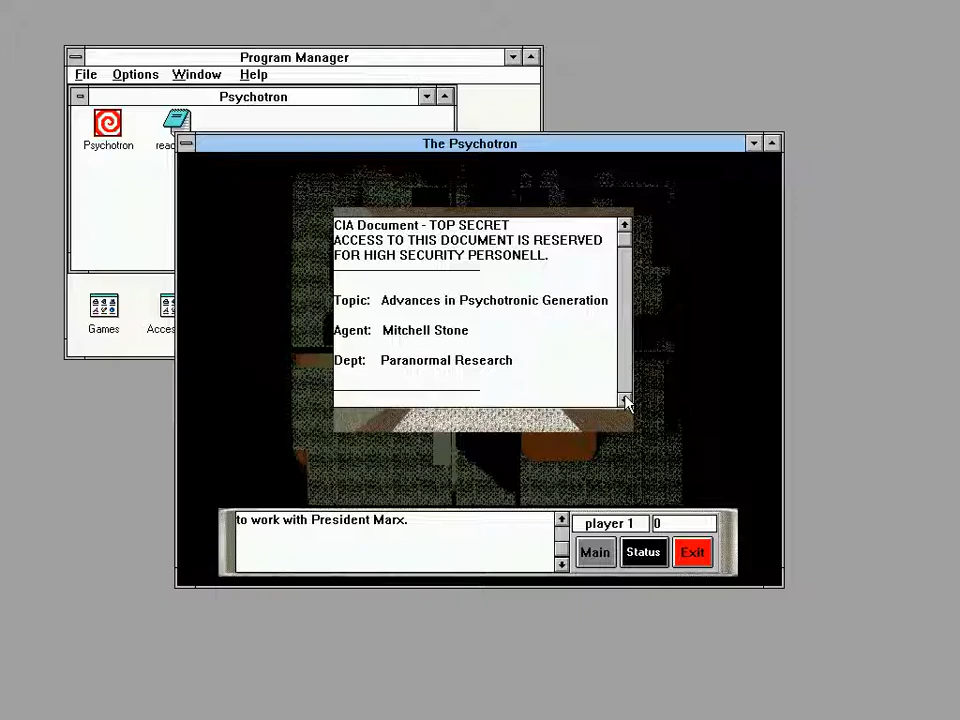 Program Manager
File Options Window Help
Psychotron
Psychotron
The Psychotron
CIA Document - TOP SECRET
ACCESS TO THIS DOCUMENT IS RESERVED
FOR HIGH SECURITY PERSONELL.
Topic: Advances in Psychotronic Generation
Agent: Mitchell Stone
Dept: Paranormal Research
Games
to work with President Marx.
player 1 0
Main Status Exit